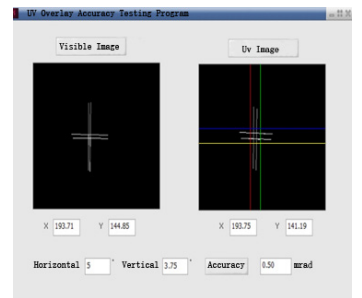 UV Overlay Accuracy Testing Program
Visible Image
Uv Image
X 193.71 Y 144.85
X 193.75 Y 141.19
Horizontal 5 ° Vertical 3.75 ° Accuracy 0.50 mrad